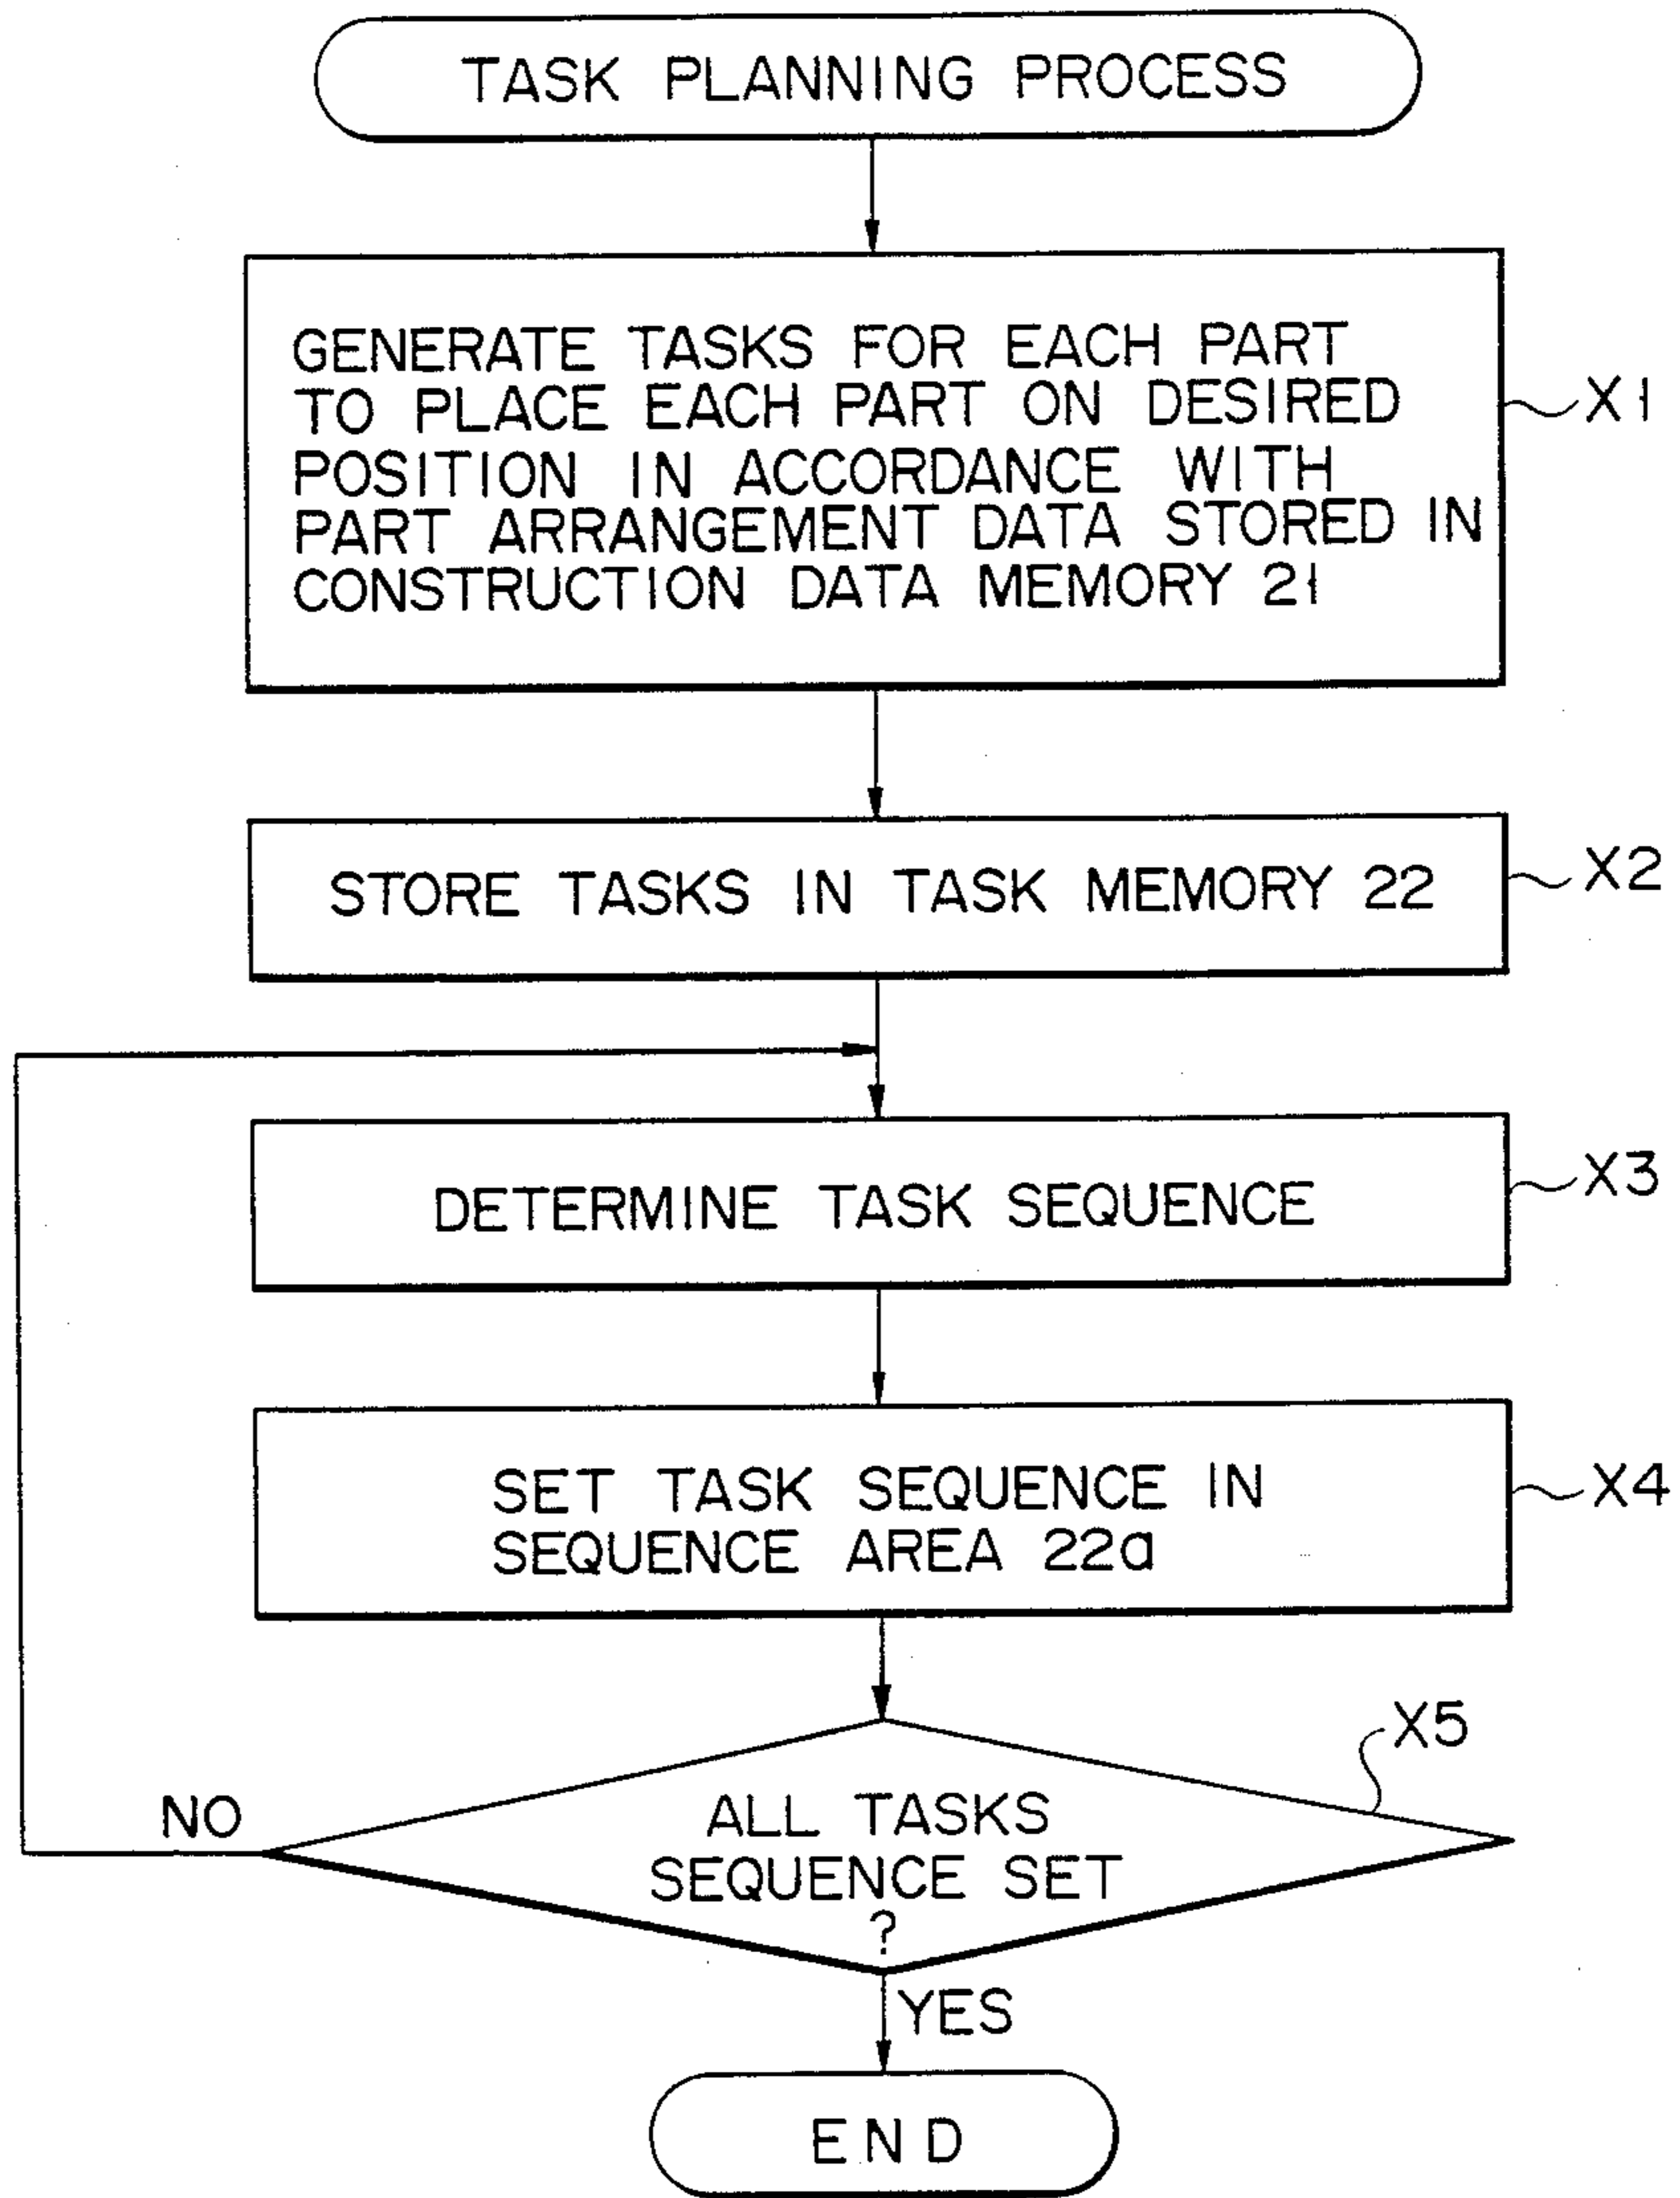 TASK PLANNING PROCESS
GENERATE TASKS FOR EACH PART
TO PLACE EACH PART ON DESIRED
POSITION IN ACCORDANCE WITH
PART ARRANGEMENT DATA STORED IN
CONSTRUCTION DATA MEMORY 21
X1
STORE TASKS IN TASK MEMORY 22
X2
DETERMINE TASK SEQUENCE
X3
SET TASK SEQUENCE IN
SEQUENCE AREA 22a
X4
X5
NO
ALL TASKS
SEQUENCE SET
?
YES
END